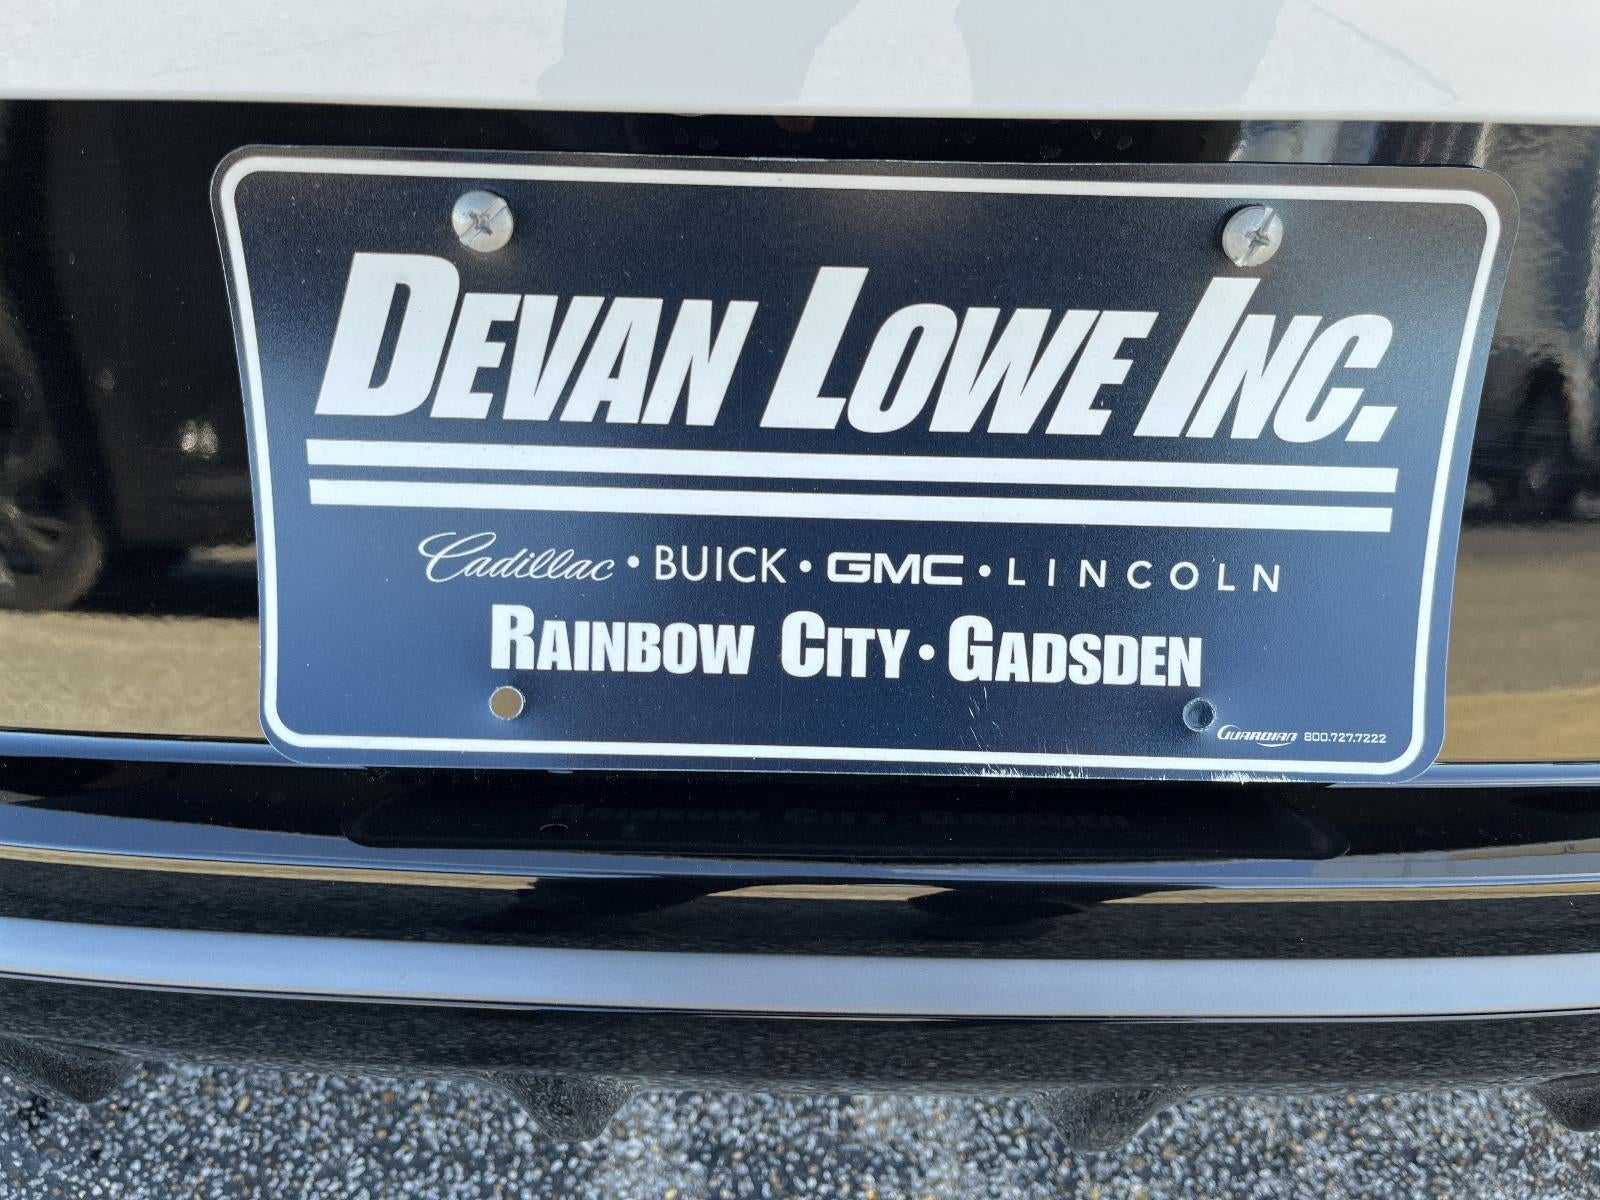 DEVAN LOWE INC.
Cadillac • BUICK • GMC • LINCOLN
RAINBOW CITY • GADSDEN
GUARDIAN 800.727.7222